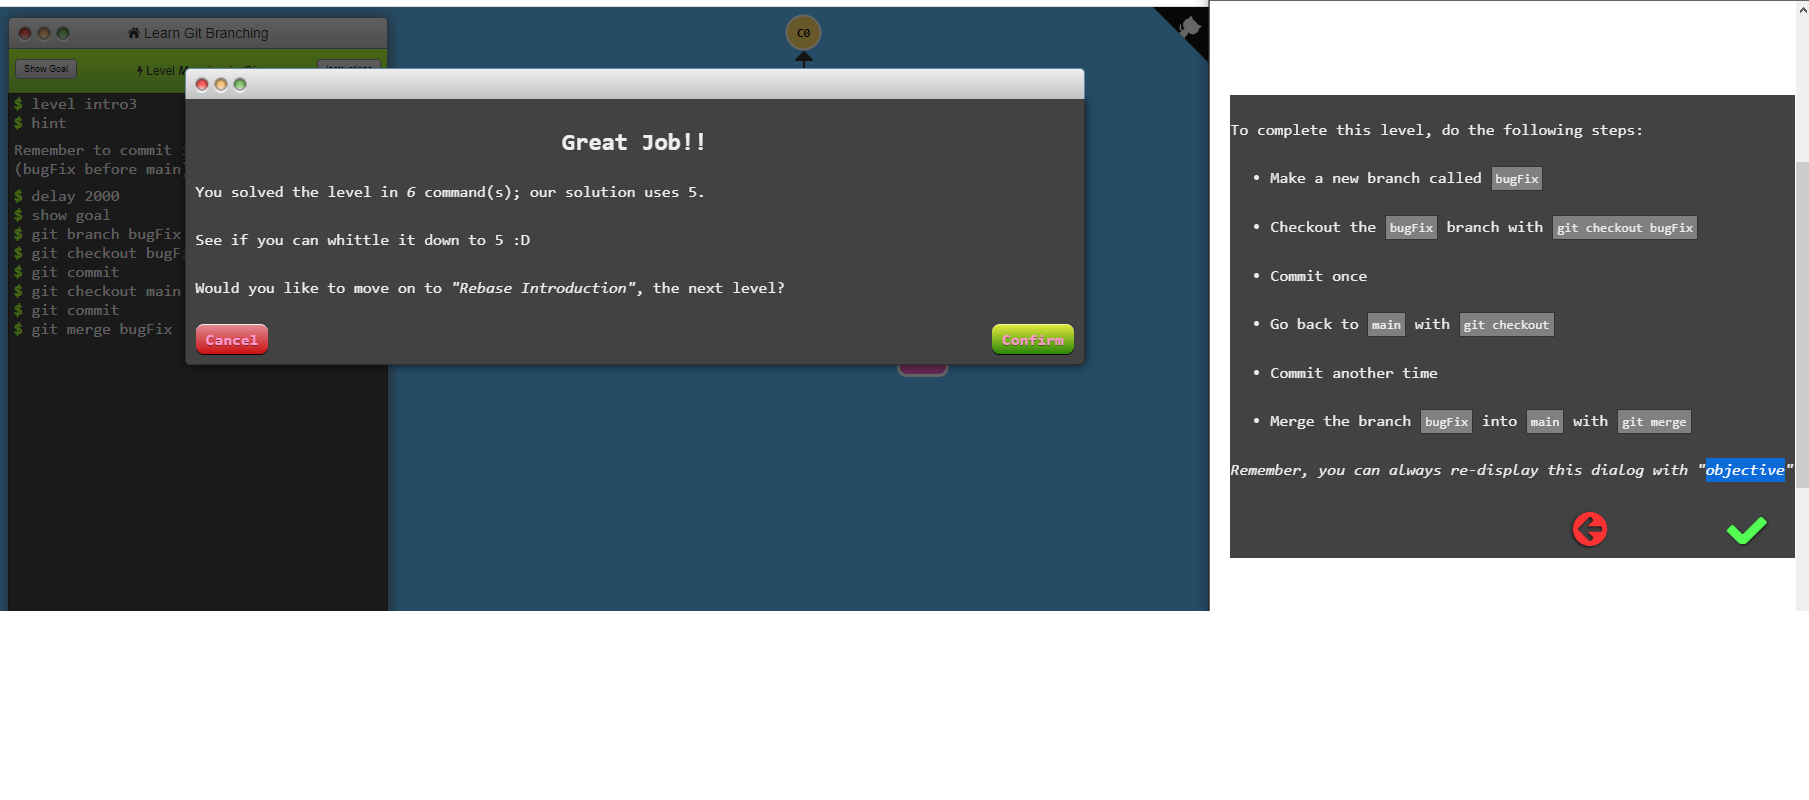 Learn Git Branching
Show Goal
Level
$ level intro3
$ hint
Remember to commit
(bugFix before main)
$ delay 2000
$ show goal
$ git branch bugFix
$ git checkout bugF
$ git commit
$ git checkout main
$ git commit
$ git merge bugFix
C0
Great Job!!
You solved the level in 6 command(s); our solution uses 5.
See if you can whittle it down to 5 :D
Would you like to move on to "Rebase Introduction", the next level?
Cancel
Confirm
To complete this level, do the following steps:
• Make a new branch called bugFix
• Checkout the bugFix branch with git checkout bugFix
• Commit once
• Go back to main with git checkout
• Commit another time
• Merge the branch bugFix into main with git merge
Remember, you can always re-display this dialog with "objective"